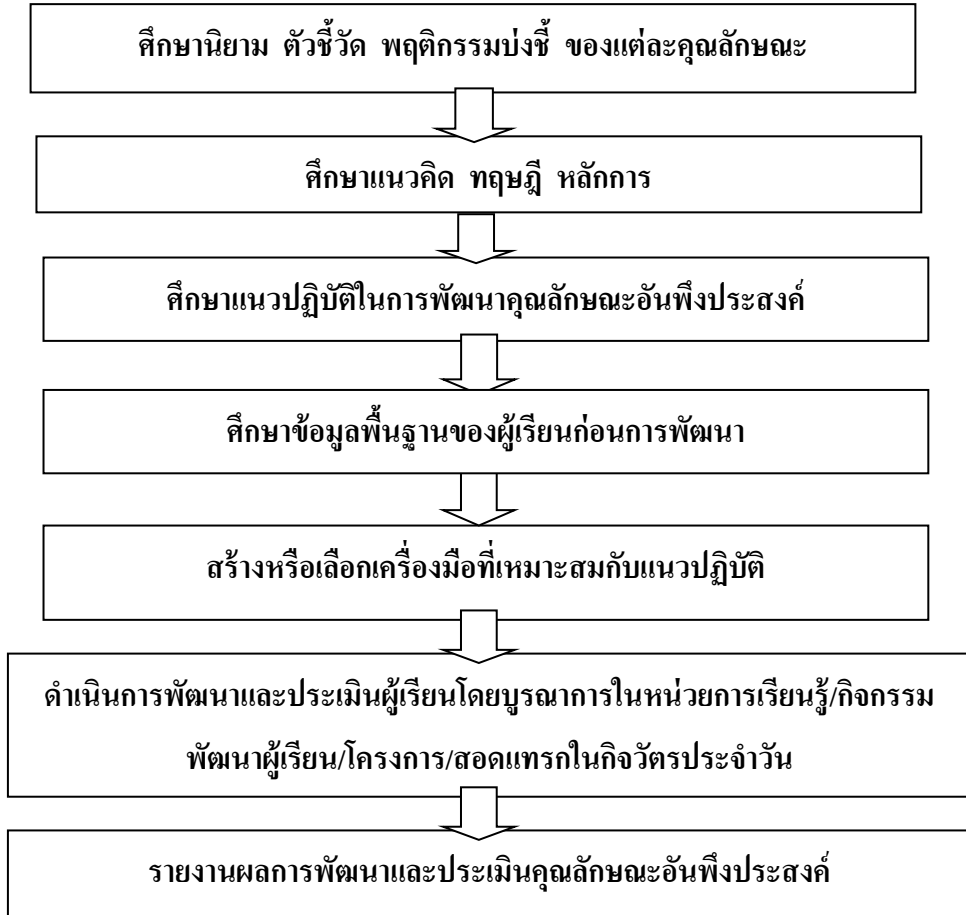 ศึกษานิยาม ตัวชี้วัด พฤติกรรมบ่งชี้ ของแต่ละคุณลักษณะ
ศึกษาแนวคิด ทฤษฎี หลักการ
ศึกษาแนวปฏิบัติในการพัฒนาคุณลักษณะอันพึงประสงค์
ศึกษาข้อมูลพื้นฐานของผู้เรียนก่อนการพัฒนา
สร้างหรือเลือกเครื่องมือที่เหมาะสมกับแนวปฏิบัติ
ดำเนินการพัฒนาและประเมินผู้เรียนโดยบูรณาการในหน่วยการเรียนรู้/กิจกรรม
พัฒนาผู้เรียน/โครงการ/สอดแทรกในกิจวัตรประจำวัน
รายงานผลการพัฒนาและประเมินคุณลักษณะอันพึงประสงค์